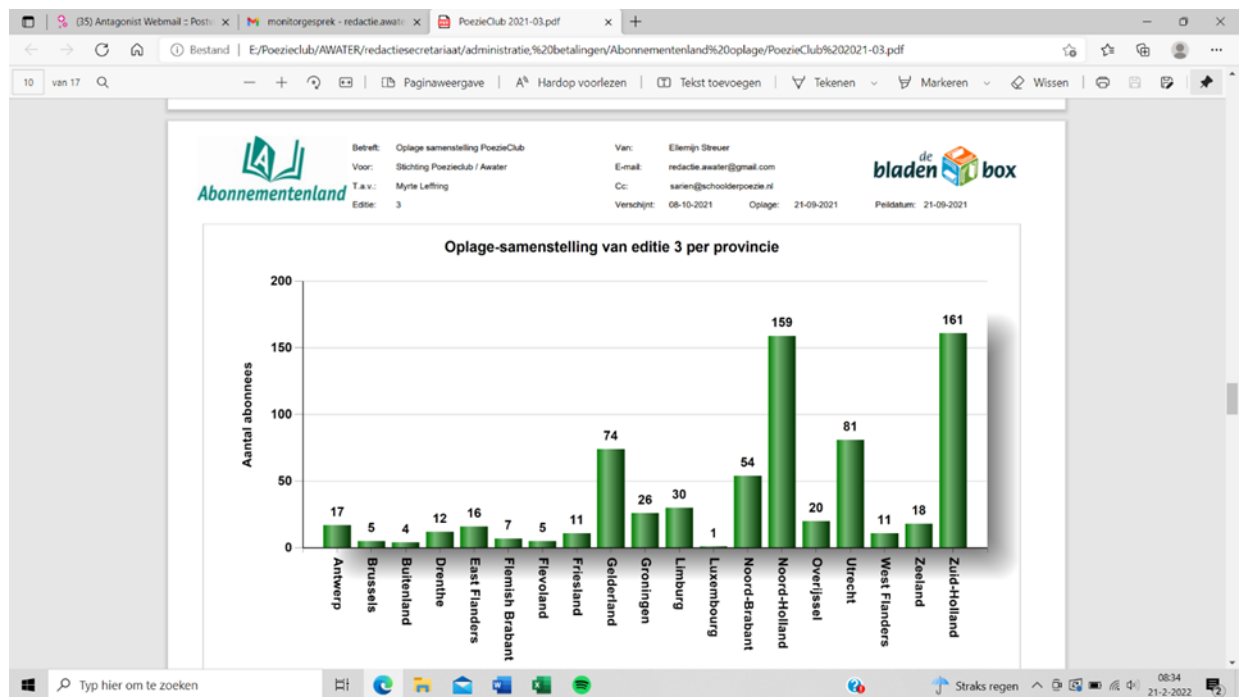 (35) Antagonist Webmail :: Postv
monitorgesprek - redactie.awate
PoezieClub 2021-03.pdf
Bestand | E:/Poezieclub/AWATER/redactiesecretariaat/administratie,%20betalingen/Abonnementenland%20oplage/PoezieClub%202021-03.pdf
10 van 17 Paginaweergave Hardop voorlezen Tekst toevoegen Tekenen Markeren Wissen
Abonnementenland
Betreft: Oplage samenstelling PoezieClub
Voor: Stichting Poezieclub / Awater
T.a.v.: Myrte Leffring
Editie: 3
Van: Ellemijn Streuer
E-mail: redactie.awater@gmail.com
Cc: sarien@schoolderpoezie.nl
Verschijnt: 08-10-2021 Oplage: 21-09-2021 Peildatum: 21-09-2021
de
bladen box
Oplage-samenstelling van editie 3 per provincie
Aantal abonnees
200
150
100
50
0
17 5 4 12 16 7 5 11 74 26 30 1 54 159 20 81 11 18 161
Antwerp
Brussels
Buitenland
Drenthe
East Flanders
Flemish Brabant
Flevoland
Friesland
Gelderland
Groningen
Limburg
Luxembourg
Noord-Brabant
Noord-Holland
Overijssel
Utrecht
West Flanders
Zeeland
Zuid-Holland
Typ hier om te zoeken
Straks regen
08:34
21-2-2022
2